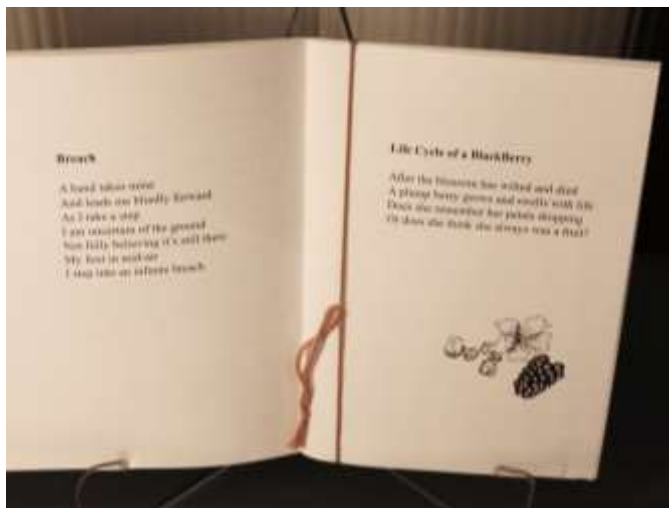 Breach
A hand takes mine
And leads me blindly forward
As I take a step
I am uncertain of the ground
Not fully believing it's still there
My foot in mid-air
I step into an infinite breach
Life Cycle of a BlackBerry
After the blossom has wilted and died
A plump berry grows and swells with life
Does she remember her petals dropping
Or does she think she always was a fruit?